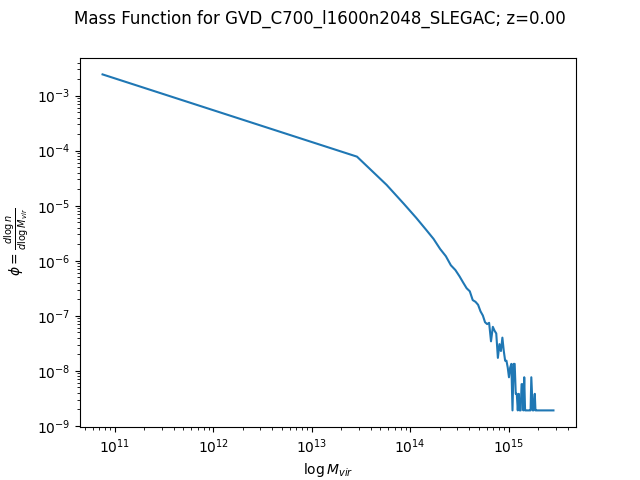 Mass Function for GVD_C700_l1600n2048_SLEGAC; z=0.00
ϕ = d log n / d log M_vir
10⁻³
10⁻⁴
10⁻⁵
10⁻⁶
10⁻⁷
10⁻⁸
10⁻⁹
10¹¹ 10¹² 10¹³ 10¹⁴ 10¹⁵
log M_vir